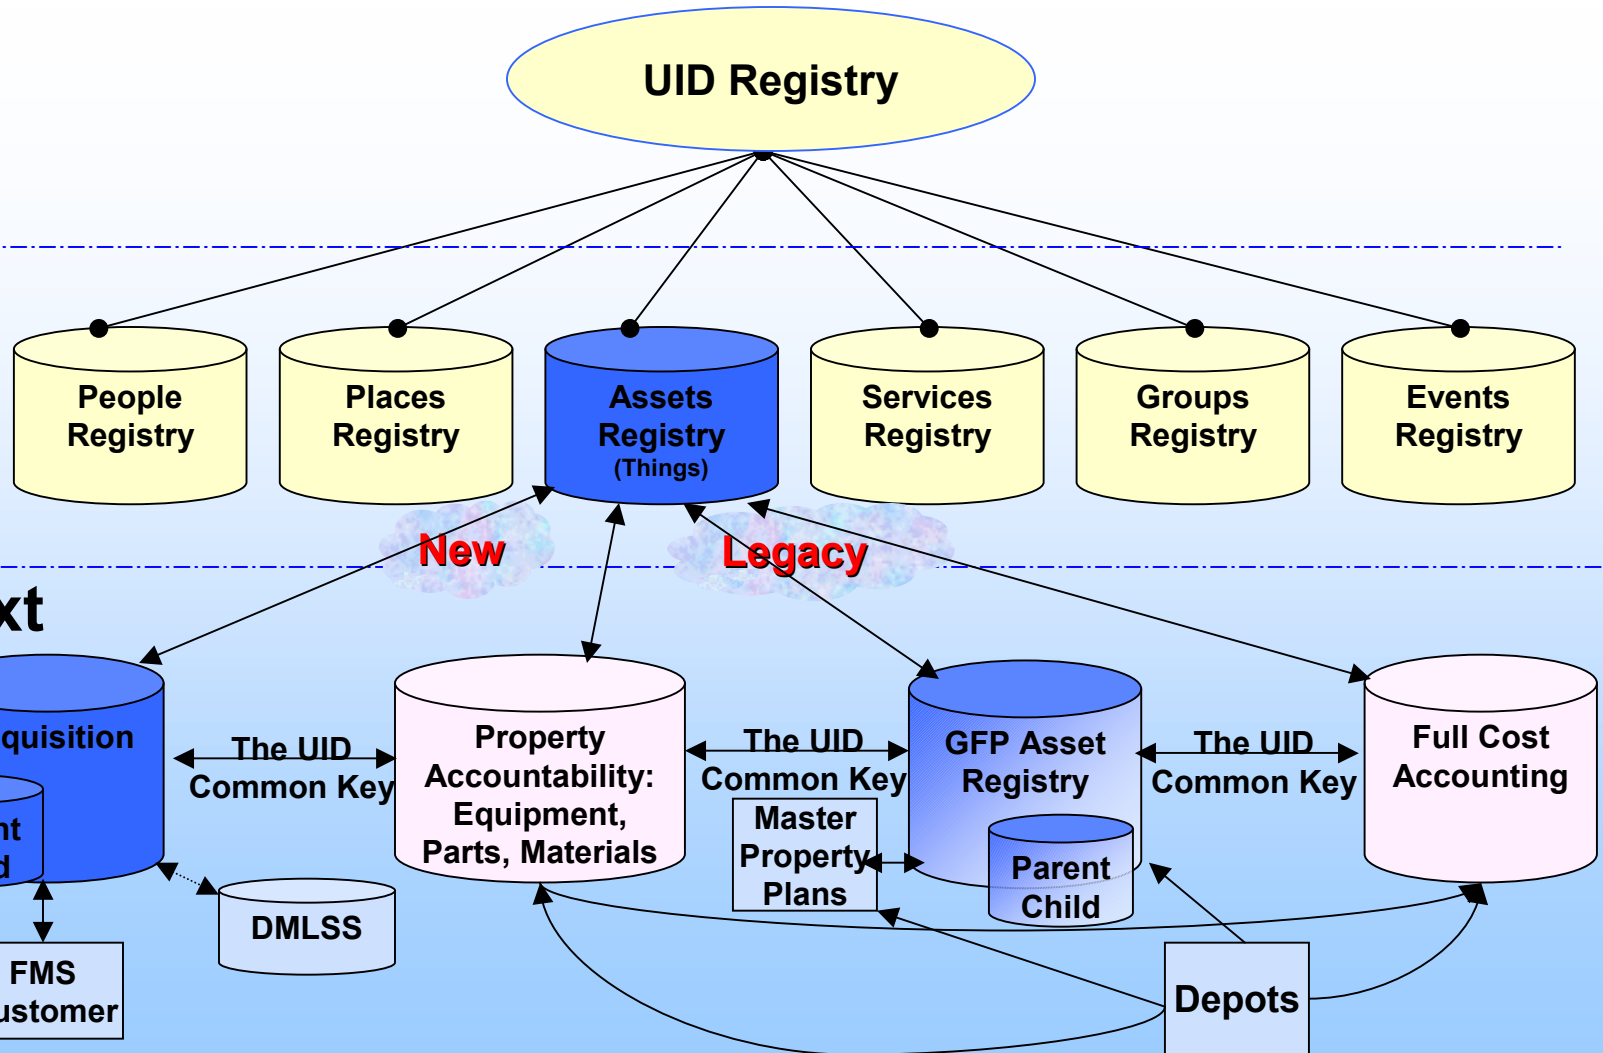 UID Registry
People
Registry
Places
Registry
Assets
Registry
(Things)
Services
Registry
Groups
Registry
Events
Registry
New
Legacy
xt
quisition
nt
d
The UID
Common Key
Property
Accountability:
Equipment,
Parts, Materials
The UID
Common Key
GFP Asset
Registry
The UID
Common Key
Full Cost
Accounting
Master
Property
Plans
Parent
Child
DMLSS
FMS
ustomer
Depots